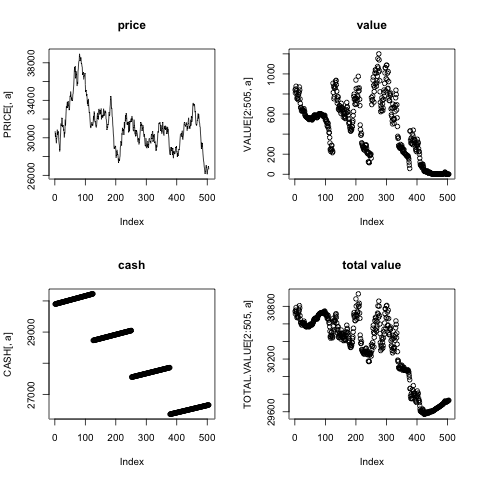 price
PRICE[, a]
38000
34000
30000
26000
0 100 200 300 400 500
Index
value
VALUE[2:505, a]
1000
600
200
0
0 100 200 300 400 500
Index
cash
CASH[, a]
29000
27000
0 100 200 300 400 500
Index
total value
TOTAL.VALUE[2:505, a]
30800
30200
29600
0 100 200 300 400 500
Index